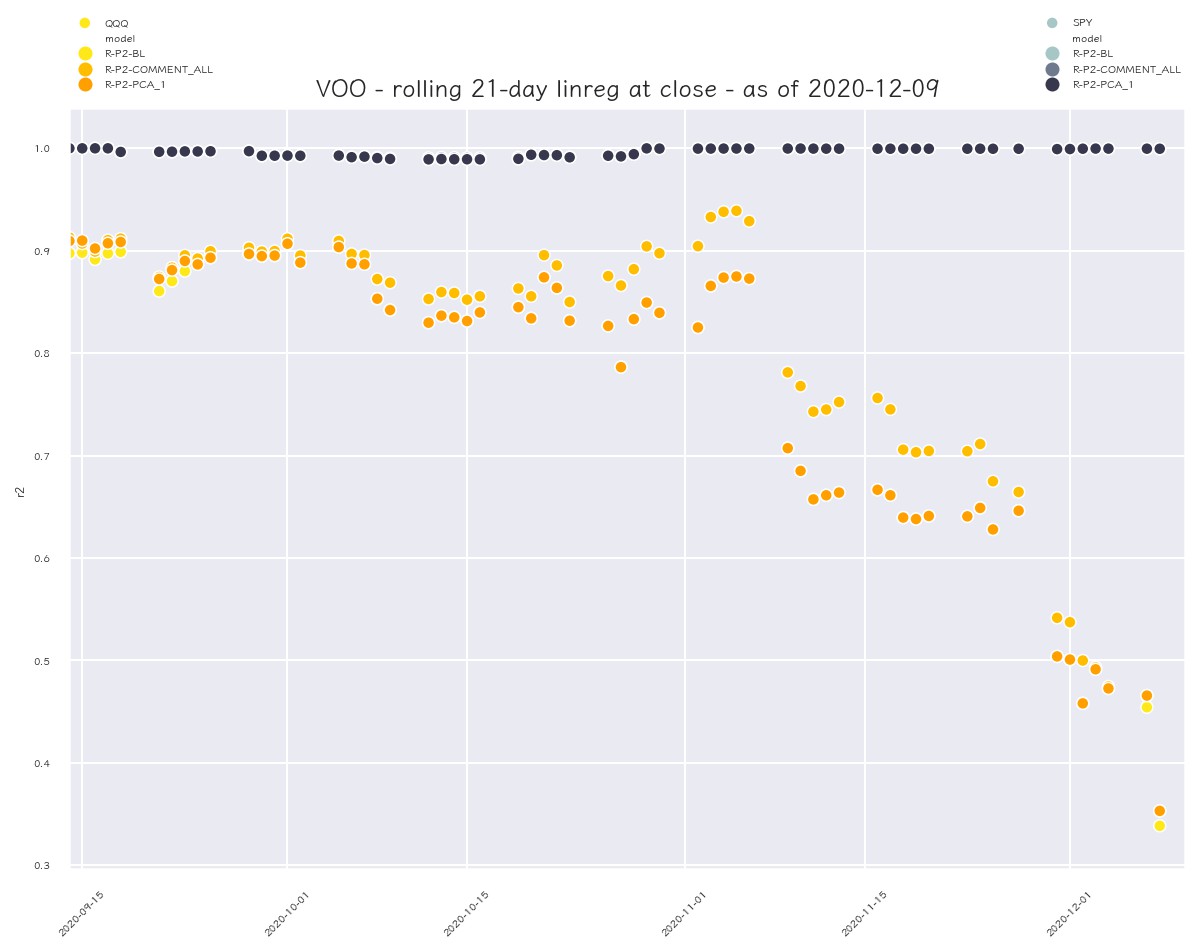 QQQ
model
R-P2-BL
R-P2-COMMENT_ALL
R-P2-PCA_1
SPY
model
R-P2-BL
R-P2-COMMENT_ALL
R-P2-PCA_1
VOO - rolling 21-day linreg at close - as of 2020-12-09
1.0
0.9
0.8
0.7
0.6
0.5
0.4
0.3
r2
2020-09-15
2020-10-01
2020-10-15
2020-11-01
2020-11-15
2020-12-01